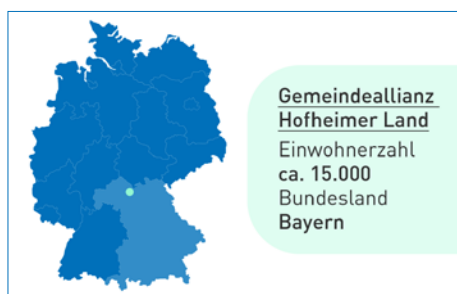 Gemeindeallianz
Hofheimer Land
Einwohnerzahl
ca. 15.000
Bundesland
Bayern